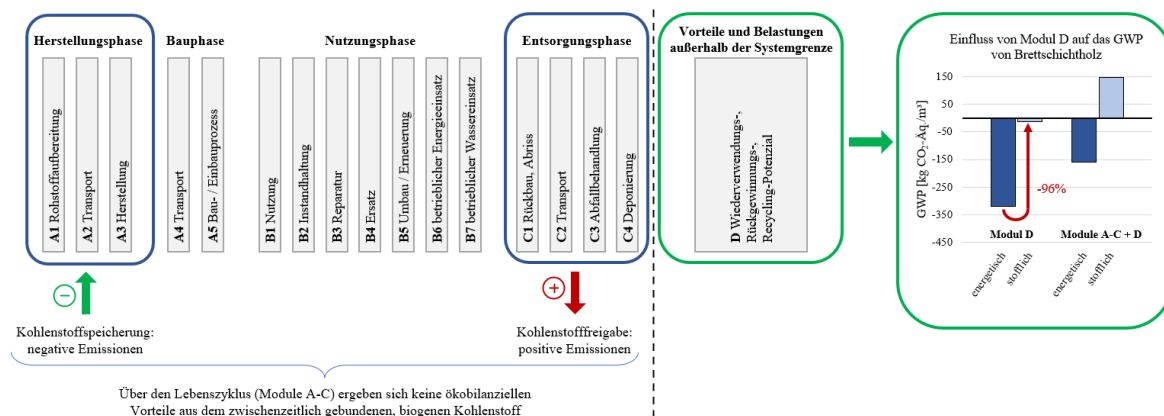 Herstellungsphase
Bauphase
Nutzungsphase
Entsorgungsphase
Vorteile und Belastungen
außerhalb der Systemgrenze
A1 Rohstoffaufbereitung
A2 Transport
A3 Herstellung
A4 Transport
A5 Bau- / Einbauprozess
B1 Nutzung
B2 Instandhaltung
B3 Reparatur
B4 Ersatz
B5 Umbau / Erneuerung
B6 betrieblicher Energieeinsatz
B7 betrieblicher Wassereinsatz
C1 Rückbau, Abriss
C2 Transport
C3 Abfallbehandlung
C4 Deponierung
D Wiederverwendungs-,
Rückgewinnungs-,
Recycling-Potenzial
−
Kohlenstoffspeicherung:
negative Emissionen
+
Kohlenstofffreigabe:
positive Emissionen
Über den Lebenszyklus (Module A-C) ergeben sich keine ökobilanziellen
Vorteile aus dem zwischenzeitlich gebundenen, biogenen Kohlenstoff
Einfluss von Modul D auf das GWP
von Brettschichtholz
GWP [kg CO₂-Äq./m³]
150
50
-50
-150
-250
-350
-450
-96%
Modul D
Module A-C + D
energetisch
stofflich
energetisch
stofflich